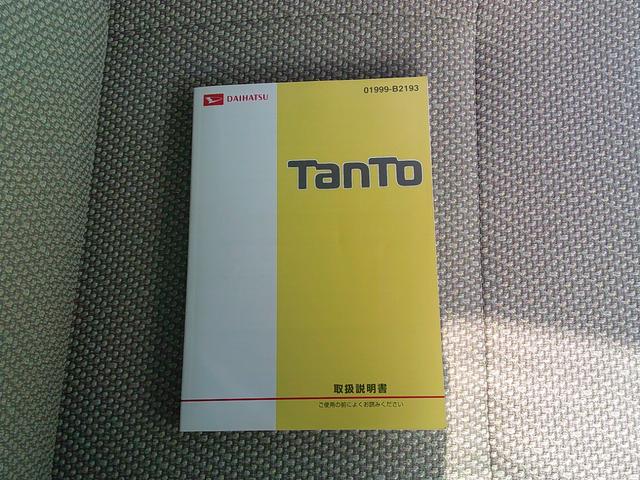 DAIHATSU
01999-B2193
TanTo
取扱説明書
ご使用の前によくお読みください